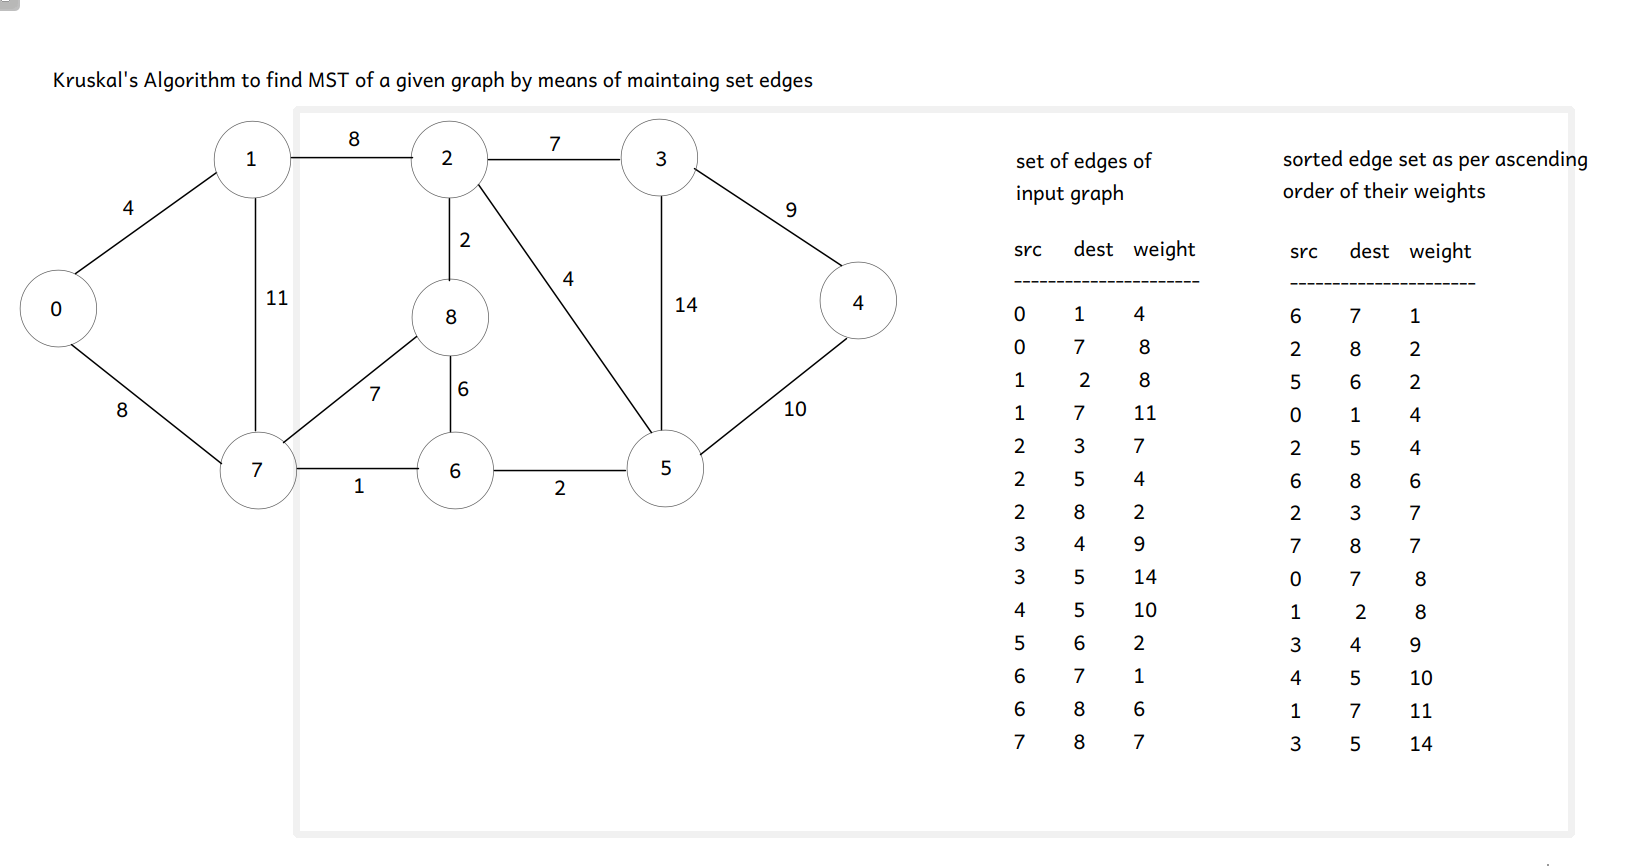 Kruskal's Algorithm to find MST of a given graph by means of maintaing set edges
1
8
2
7
3
4
9
2
4
11
14
0
8
4
7
6
8
10
7
6
5
1
2
set of edges of
input graph
src dest weight
----------------------
0 1 4
0 7 8
1 2 8
1 7 11
2 3 7
2 5 4
2 8 2
3 4 9
3 5 14
4 5 10
5 6 2
6 7 1
6 8 6
7 8 7
sorted edge set as per ascending
order of their weights
src dest weight
----------------------
6 7 1
2 8 2
5 6 2
0 1 4
2 5 4
6 8 6
2 3 7
7 8 7
0 7 8
1 2 8
3 4 9
4 5 10
1 7 11
3 5 14